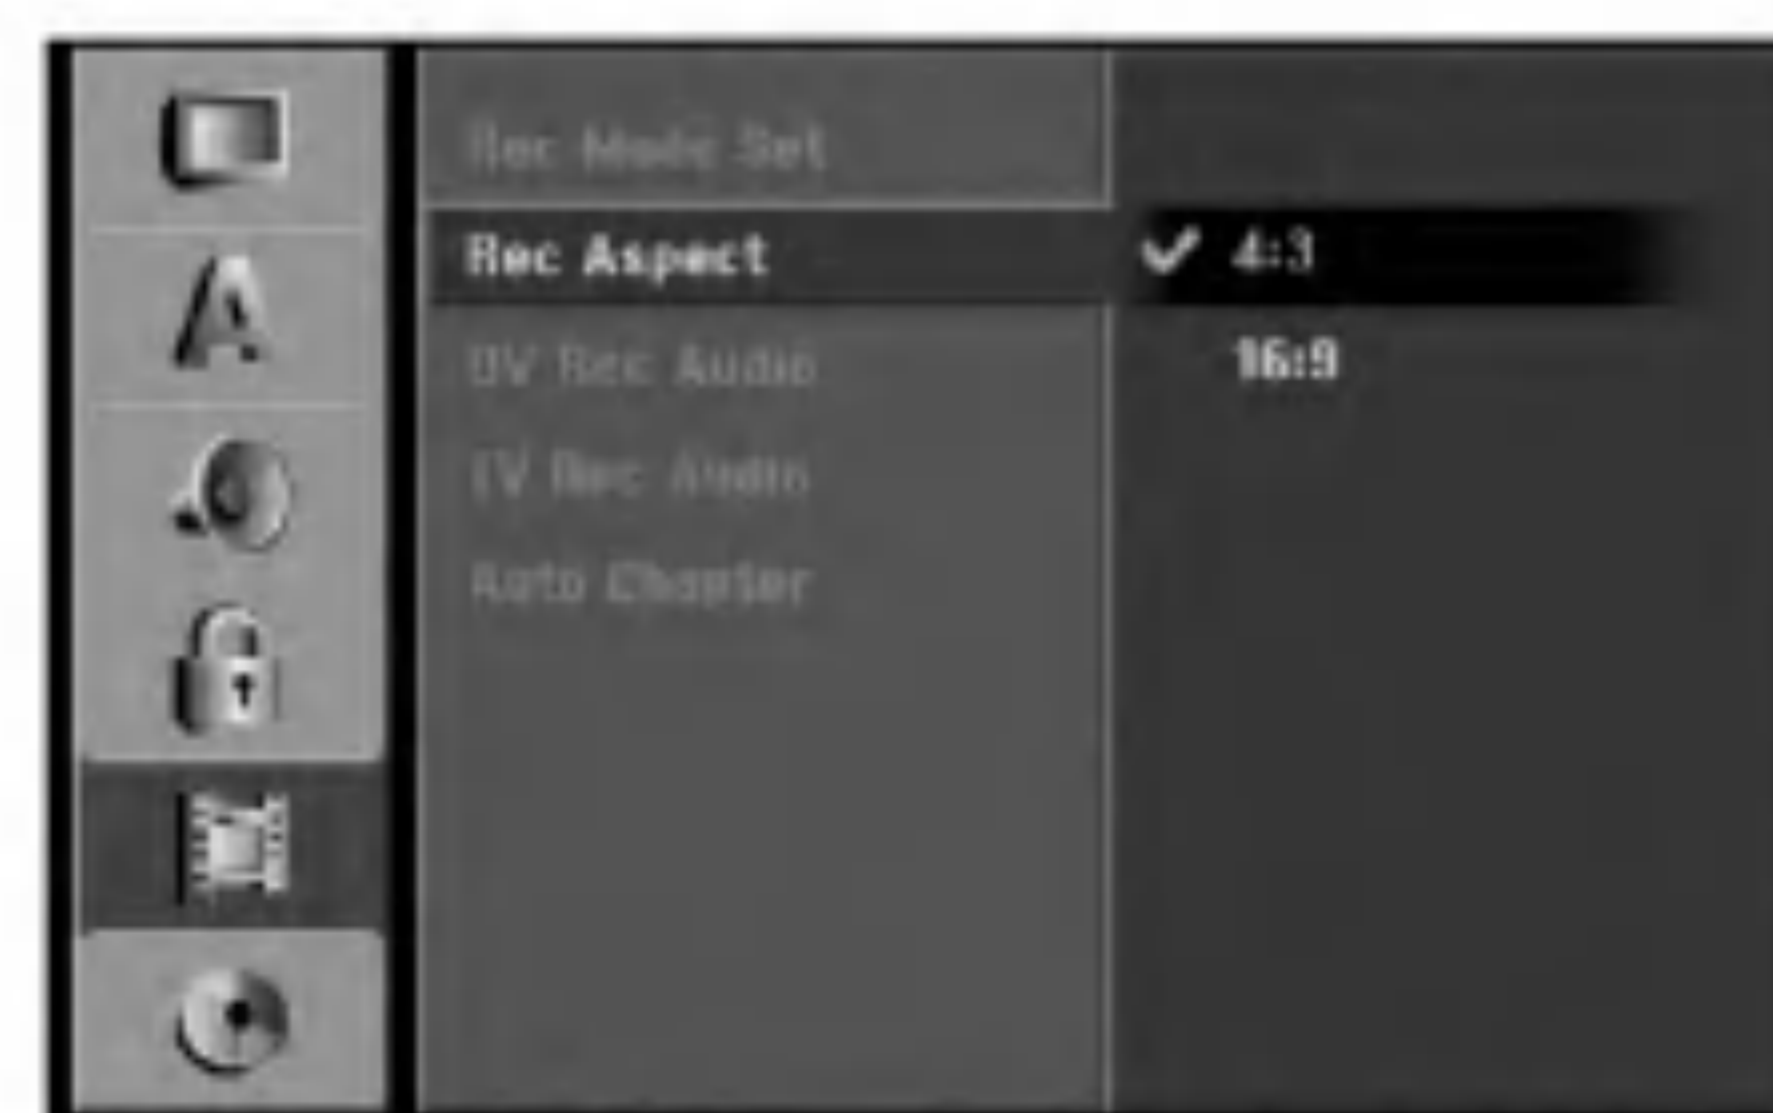 Rec Mode Set
Rec Aspect
4:3
16:9
DV Rec Audio
TV Rec Audio
Auto Chapter